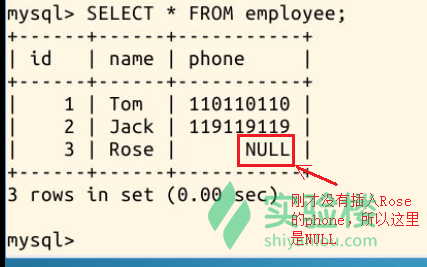 mysql> SELECT * FROM employee;
+------+------+-----------+
| id   | name | phone     |
+------+------+-----------+
|    1 | Tom  | 110110110 |
|    2 | Jack | 119119119 |
|    3 | Rose |      NULL |
+------+------+-----------+
3 rows in set (0.00 sec)
刚才没有插入Rose
的phone，所以这里
是NULL
实验楼
shiyanlou.com
mysql>